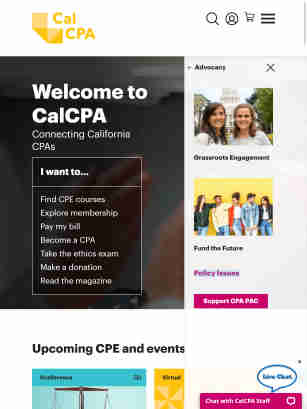 Cal
CPA
← Advocacy
Grassroots Engagement
Fund the Future
Policy Issues
Support CPA PAC
Welcome to
CalCPA
Connecting California
CPAs
I want to...
Find CPE courses
Explore membership
Pay my bill
Become a CPA
Take the ethics exam
Make a donation
Read the magazine
Upcoming CPE and events
Conference
Virtual
Live Chat
Chat with CalCPA Staff